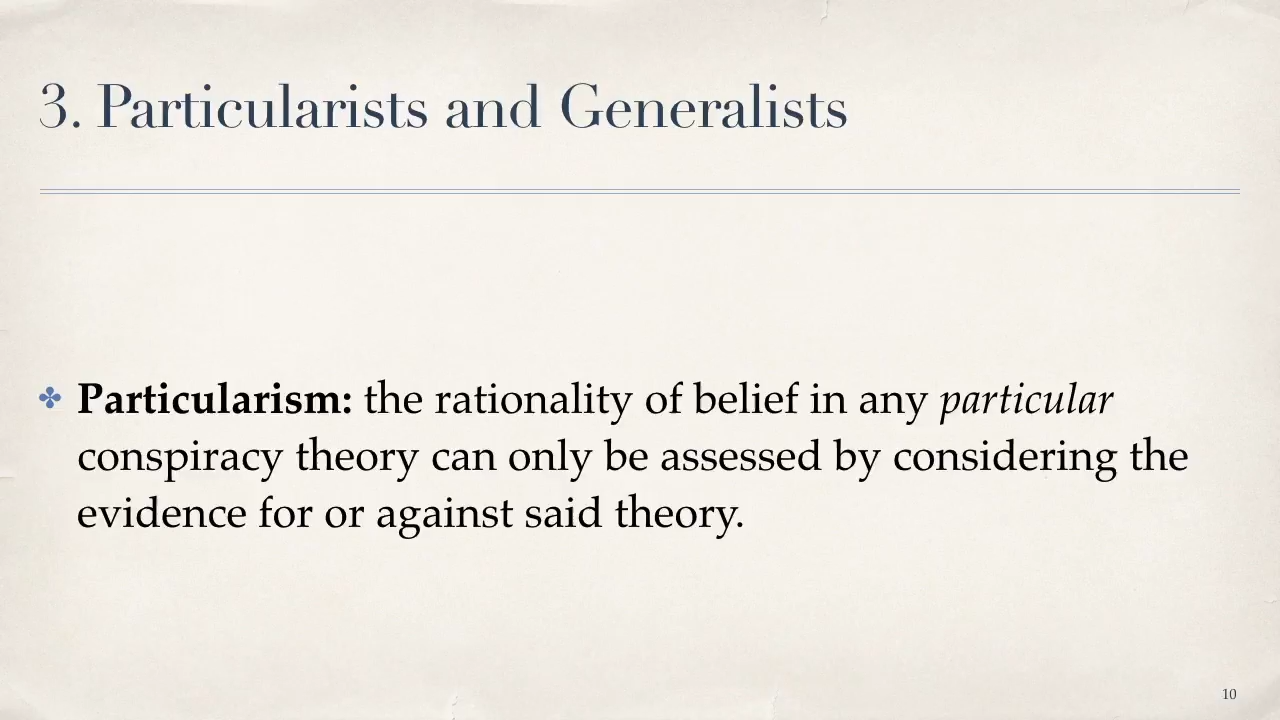 3. Particularists and Generalists
Particularism: the rationality of belief in any particular
conspiracy theory can only be assessed by considering the
evidence for or against said theory.
10